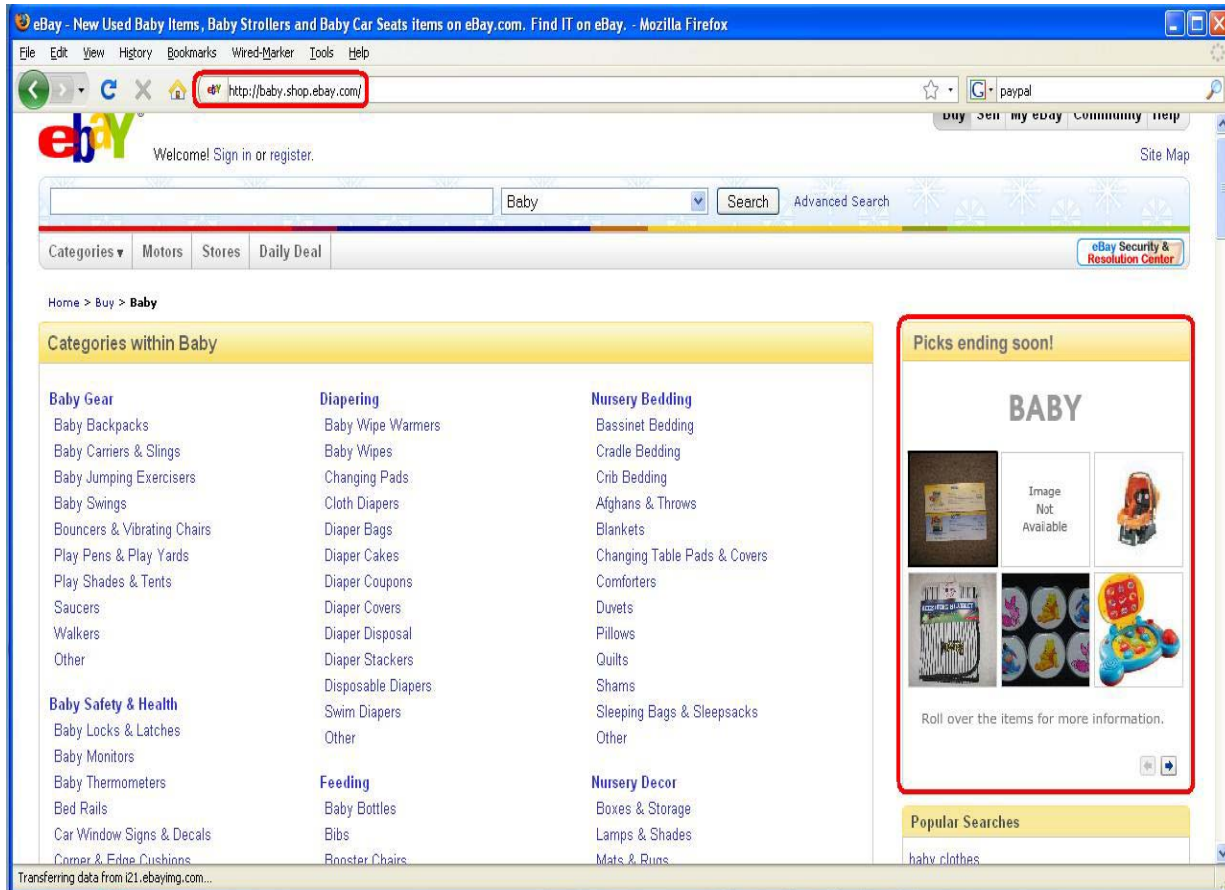 eBay - New Used Baby Items, Baby Strollers and Baby Car Seats items on eBay.com. Find IT on eBay. - Mozilla Firefox
File Edit View History Bookmarks Wired-Marker Tools Help
http://baby.shop.ebay.com/
paypal
Buy Sell My eBay Community Help
ebY
Welcome! Sign in or register.
Site Map
Baby Search Advanced Search
Categories Motors Stores Daily Deal
eBay Security &
Resolution Center
Home > Buy > Baby
Categories within Baby
Baby Gear
Baby Backpacks
Baby Carriers & Slings
Baby Jumping Exercisers
Baby Swings
Bouncers & Vibrating Chairs
Play Pens & Play Yards
Play Shades & Tents
Saucers
Walkers
Other
Baby Safety & Health
Baby Locks & Latches
Baby Monitors
Baby Thermometers
Bed Rails
Car Window Signs & Decals
Corner & Edge Cushions
Diapering
Baby Wipe Warmers
Baby Wipes
Changing Pads
Cloth Diapers
Diaper Bags
Diaper Cakes
Diaper Coupons
Diaper Covers
Diaper Disposal
Diaper Stackers
Disposable Diapers
Swim Diapers
Other
Feeding
Baby Bottles
Bibs
Booster Chairs
Nursery Bedding
Bassinet Bedding
Cradle Bedding
Crib Bedding
Afghans & Throws
Blankets
Changing Table Pads & Covers
Comforters
Duvets
Pillows
Quilts
Shams
Sleeping Bags & Sleepsacks
Other
Nursery Decor
Boxes & Storage
Lamps & Shades
Mats & Rugs
Picks ending soon!
BABY
Image
Not
Available
Roll over the items for more information.
Popular Searches
baby clothes
Transferring data from i21.ebayimg.com...